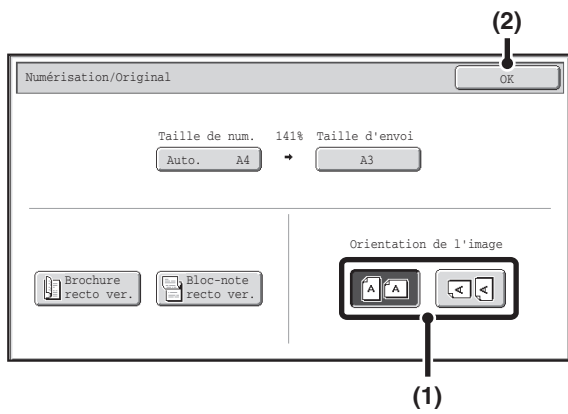 (2)
Numérisation/Original
OK
Taille de num. 141% Taille d'envoi
Auto. A4
A3
Orientation de l'image
Brochure
recto ver.
Bloc-note
recto ver.
A A A A
(1)